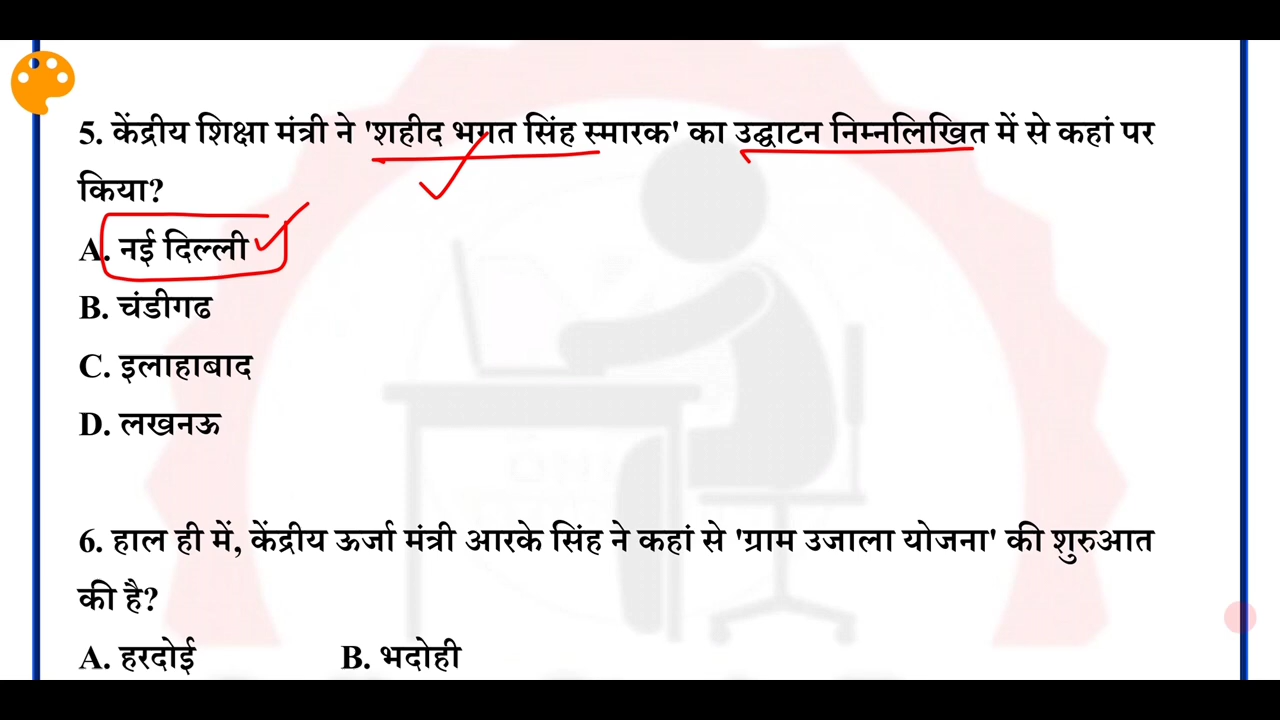 5. केंद्रीय शिक्षा मंत्री ने 'शहीद भगत सिंह स्मारक' का उद्घाटन निम्नलिखित में से कहां पर
किया?
A. नई दिल्ली
B. चंडीगढ
C. इलाहाबाद
D. लखनऊ
6. हाल ही में, केंद्रीय ऊर्जा मंत्री आरके सिंह ने कहां से 'ग्राम उजाला योजना' की शुरुआत
की है?
A. हरदोई B. भदोही